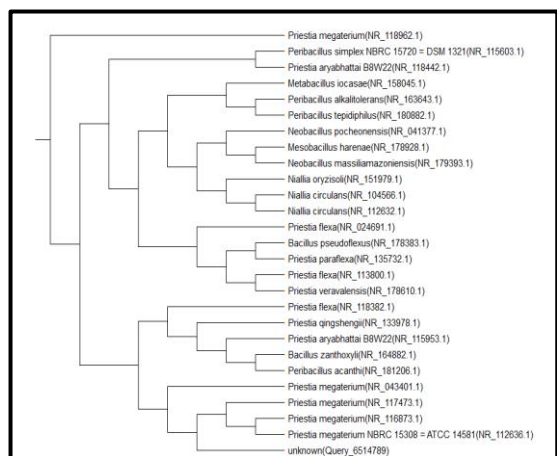 Priestia megaterium(NR_118962.1)
Peribacillus simplex NBRC 15720 = DSM 1321(NR_115603.1)
Priestia aryabhattai B8W22(NR_118442.1)
Metabacillus iocasae(NR_158045.1)
Peribacillus alkalitolerans(NR_163643.1)
Peribacillus tepidiphilus(NR_180882.1)
Neobacillus pocheonensis(NR_041377.1)
Mesobacillus harenae(NR_178928.1)
Neobacillus massiliamazoniensis(NR_179393.1)
Niallia oryzisoli(NR_151979.1)
Niallia circulans(NR_104566.1)
Niallia circulans(NR_112632.1)
Priestia flexa(NR_024691.1)
Bacillus pseudoflexus(NR_178383.1)
Priestia paraflexa(NR_135732.1)
Priestia flexa(NR_113800.1)
Priestia veravalensis(NR_178610.1)
Priestia flexa(NR_118382.1)
Priestia qingshengii(NR_133978.1)
Priestia aryabhattai B8W22(NR_115953.1)
Bacillus zanthoxyli(NR_164882.1)
Peribacillus acanthi(NR_181206.1)
Priestia megaterium(NR_043401.1)
Priestia megaterium(NR_117473.1)
Priestia megaterium(NR_116873.1)
Priestia megaterium NBRC 15308 = ATCC 14581(NR_112636.1)
unknown(Query_6514789)